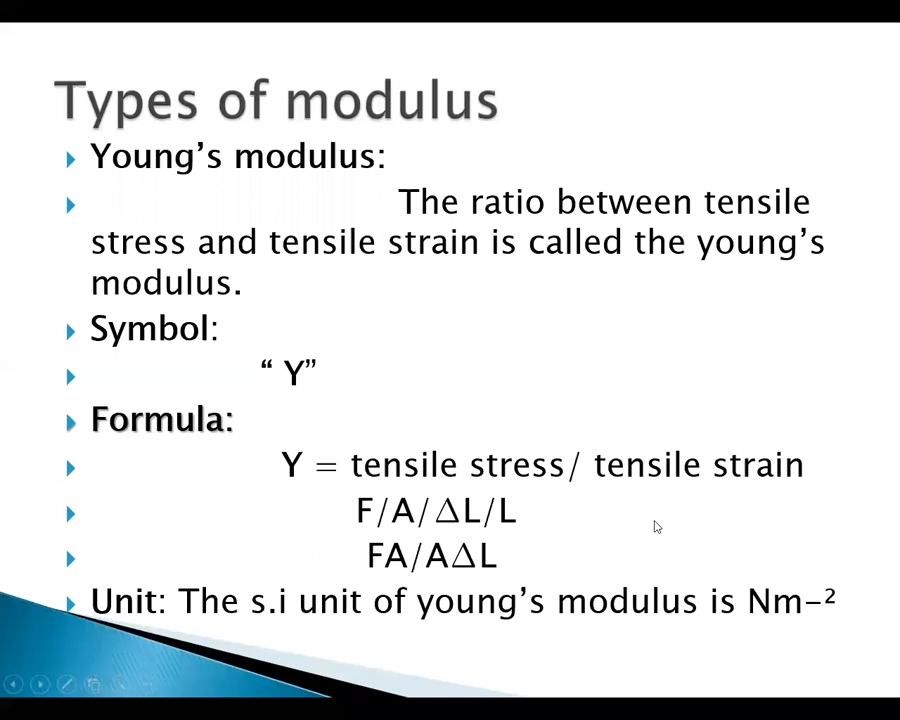 Types of modulus
Young's modulus:
The ratio between tensile
stress and tensile strain is called the young's
modulus.
Symbol:
“ Y”
Formula:
Y = tensile stress/ tensile strain
F/A/∆L/L
FA/A∆L
Unit: The s.i unit of young's modulus is Nm-²